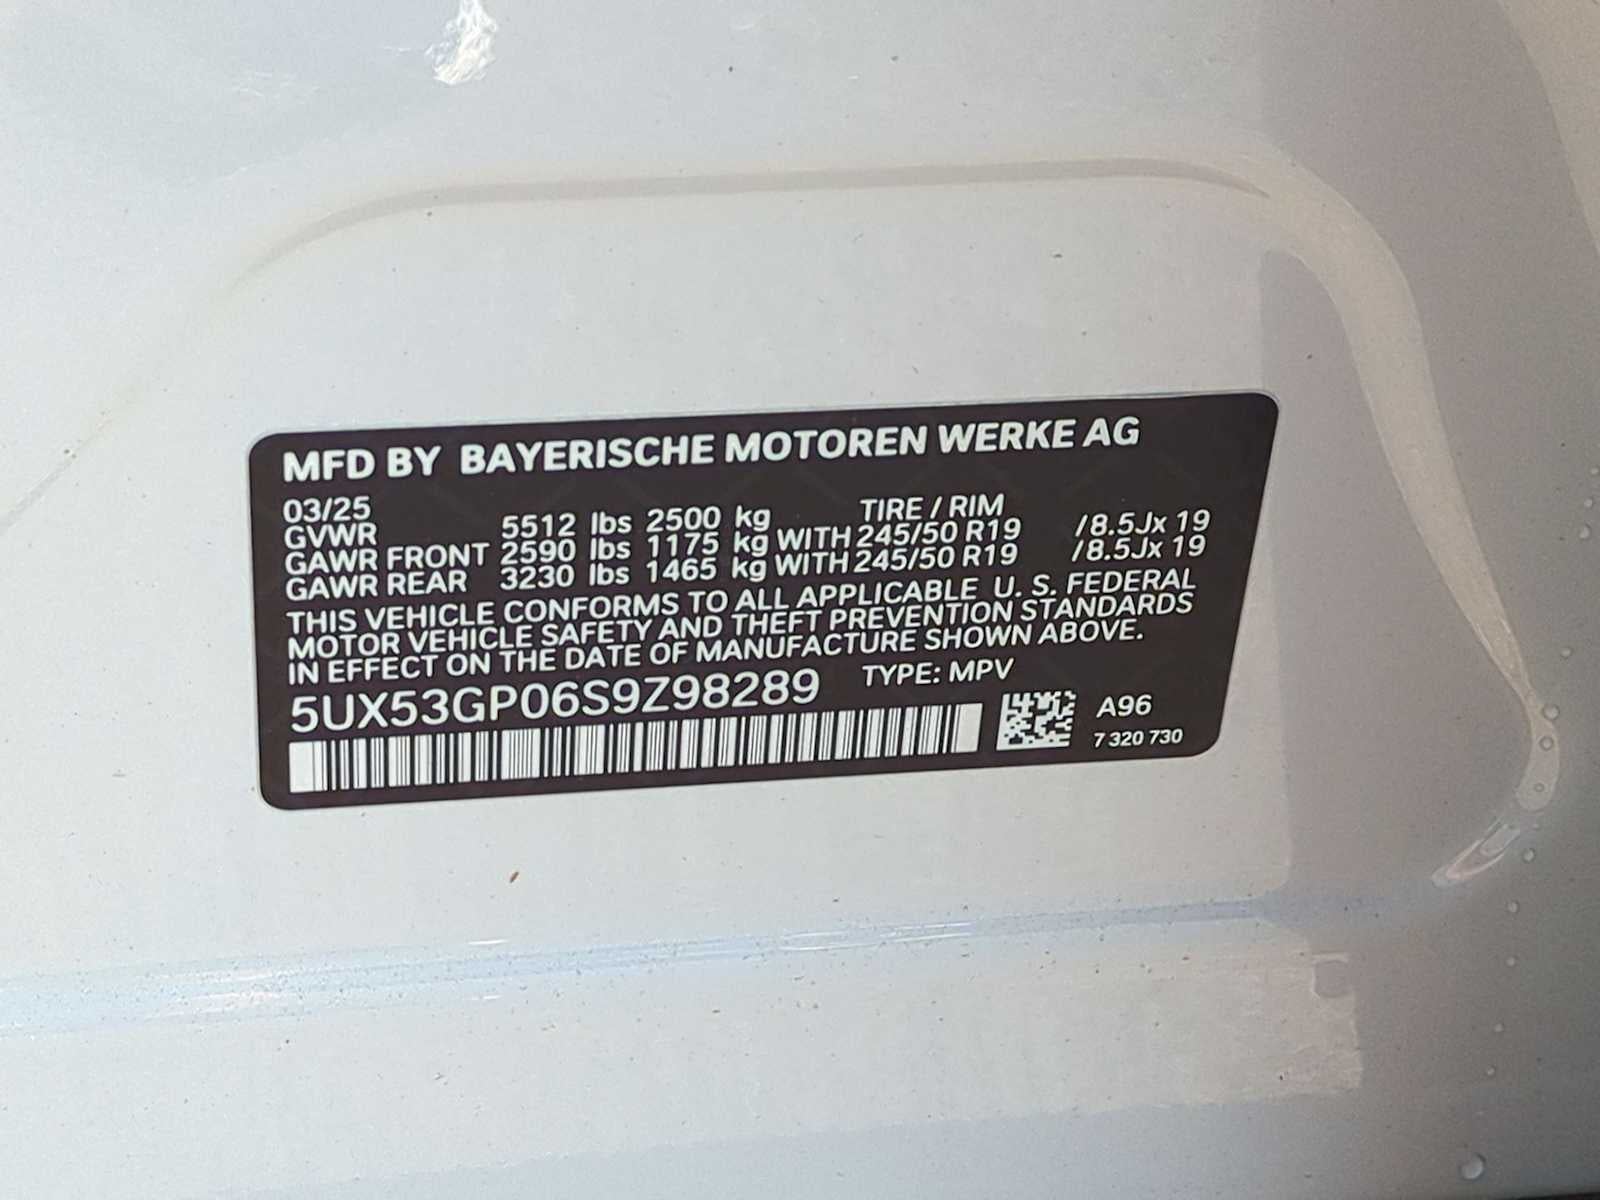 MFD BY BAYERISCHE MOTOREN WERKE AG
03/25 TIRE / RIM
GVWR 5512 lbs 2500 kg
GAWR FRONT 2590 lbs 1175 kg WITH 245/50 R19 /8.5Jx 19
GAWR REAR 3230 lbs 1465 kg WITH 245/50 R19 /8.5Jx 19
THIS VEHICLE CONFORMS TO ALL APPLICABLE U. S. FEDERAL
MOTOR VEHICLE SAFETY AND THEFT PREVENTION STANDARDS
IN EFFECT ON THE DATE OF MANUFACTURE SHOWN ABOVE.
5UX53GP06S9Z98289 TYPE: MPV
A96
7 320 730